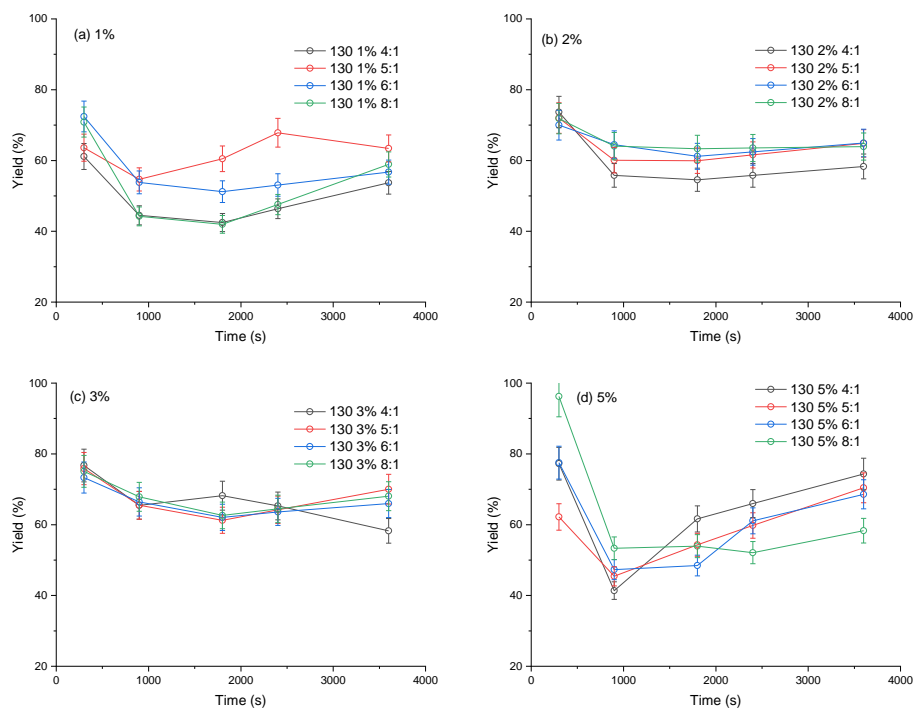 (a) 1%
130 1% 4:1
130 1% 5:1
130 1% 6:1
130 1% 8:1
Yield (%)
100
80
60
40
20
0 1000 2000 3000 4000
Time (s)
(b) 2%
130 2% 4:1
130 2% 5:1
130 2% 6:1
130 2% 8:1
Yield (%)
100
80
60
40
20
0 1000 2000 3000 4000
Time (s)
(c) 3%
130 3% 4:1
130 3% 5:1
130 3% 6:1
130 3% 8:1
Yield (%)
100
80
60
40
20
0 1000 2000 3000 4000
Time (s)
(d) 5%
130 5% 4:1
130 5% 5:1
130 5% 6:1
130 5% 8:1
Yield (%)
100
80
60
40
20
0 1000 2000 3000 4000
Time (s)